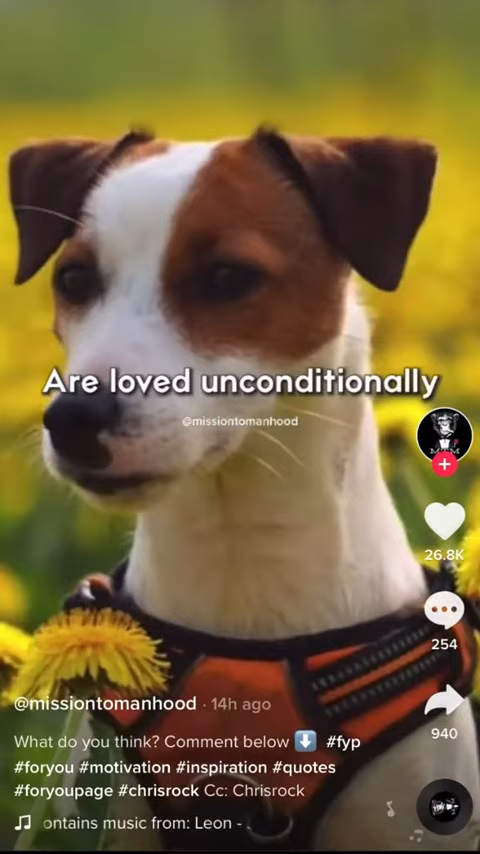 Are loved unconditionally
@missiontomanhood
26.8K
254
940
@missiontomanhood · 14h ago
What do you think? Comment below ⬇️ #fyp
#foryou #motivation #inspiration #quotes
#foryoupage #chrisrock Cc: Chrisrock
ontains music from: Leon -